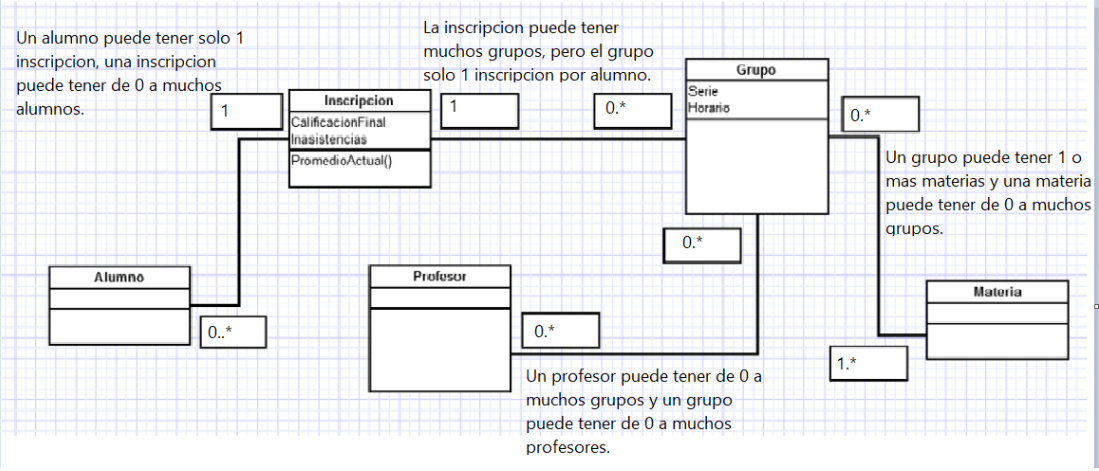 Un alumno puede tener solo 1
inscripcion, una inscripcion
puede tener de 0 a muchos
alumnos.
1
Inscripcion
CalificacionFinal
Inasistencias
PromedioActual()
La inscripcion puede tener
muchos grupos, pero el grupo
solo 1 inscripcion por alumno.
1
0.*
Grupo
Serie
Horario
0.*
Un grupo puede tener 1 o
mas materias y una materia
puede tener de 0 a muchos
grupos.
0.*
Alumno
0..*
Profesor
0.*
Un profesor puede tener de 0 a
muchos grupos y un grupo
puede tener de 0 a muchos
profesores.
Materia
1.*